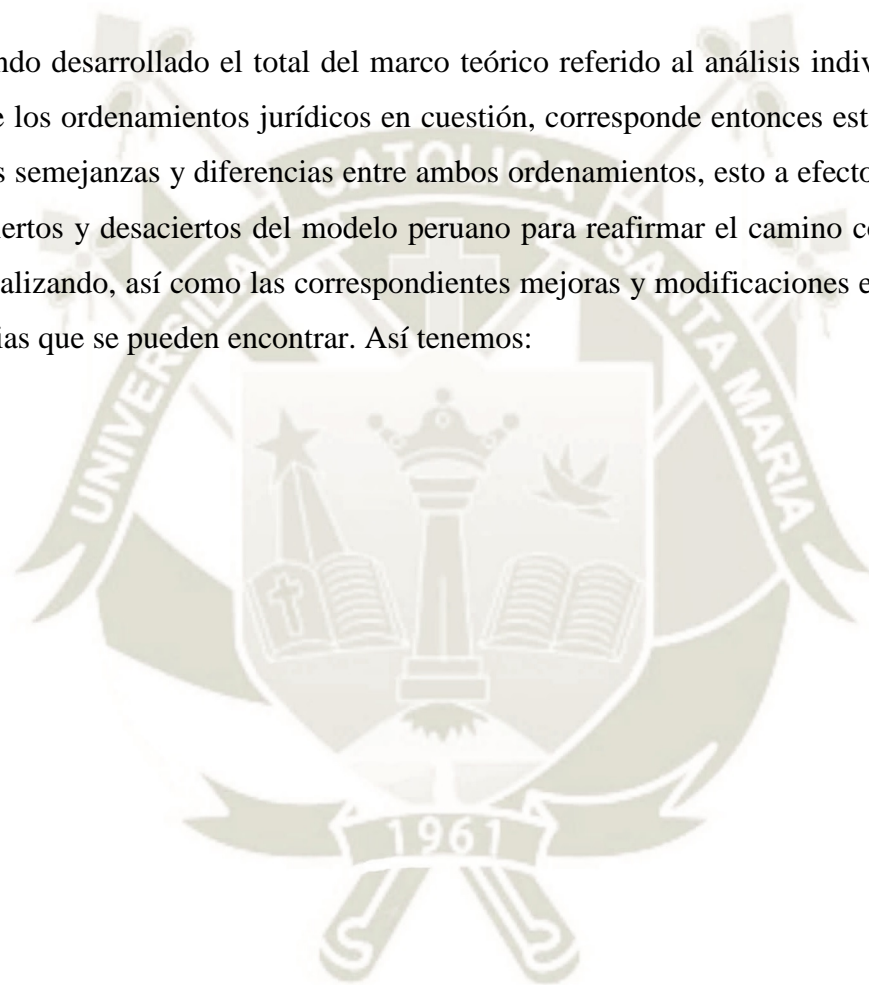 ndo desarrollado el total del marco teórico referido al análisis indiv
e los ordenamientos jurídicos en cuestión, corresponde entonces est
s semejanzas y diferencias entre ambos ordenamientos, esto a efecto
iertos y desaciertos del modelo peruano para reafirmar el camino c
alizando, así como las correspondientes mejoras y modificaciones e
ias que se pueden encontrar. Así tenemos:
UNIVERSIDAD CATOLICA SANTA MARIA
1961